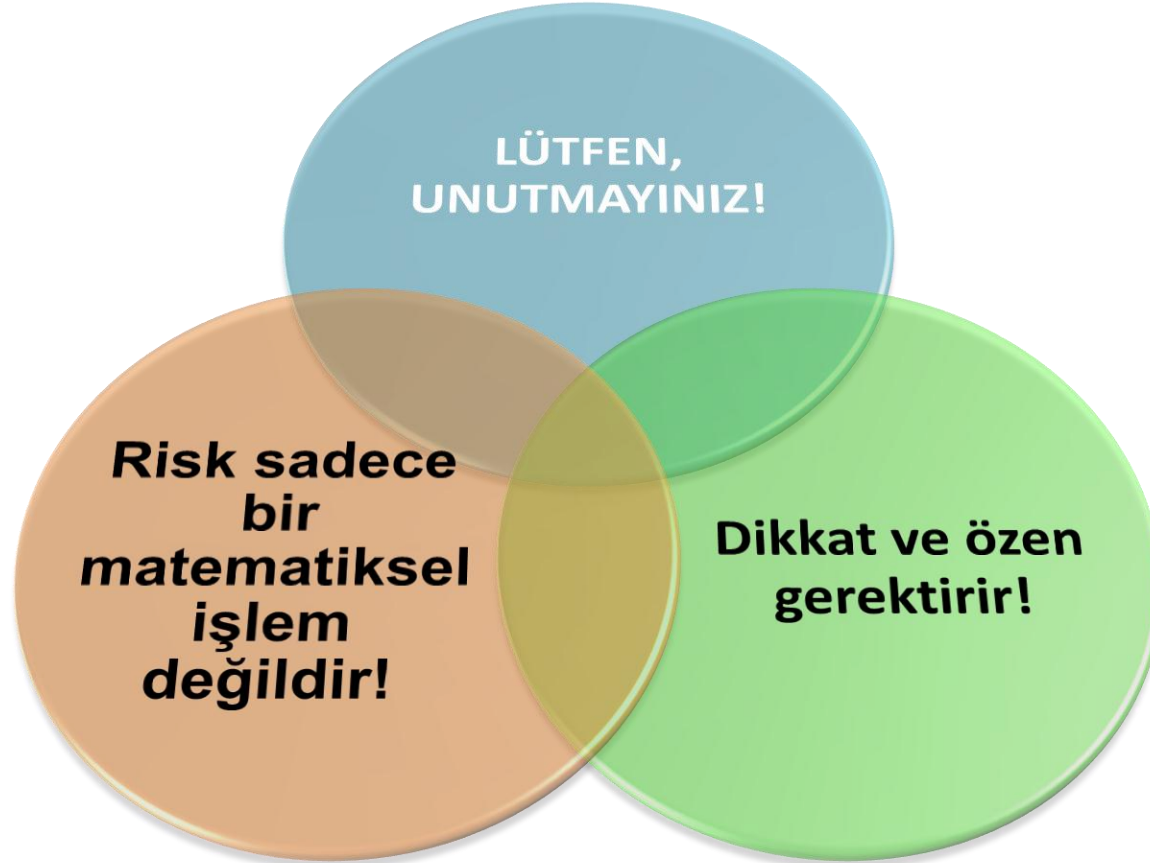 LÜTFEN,
UNUTMAYINIZ!
Risk sadece
bir
matematiksel
işlem
değildir!
Dikkat ve özen
gerektirir!